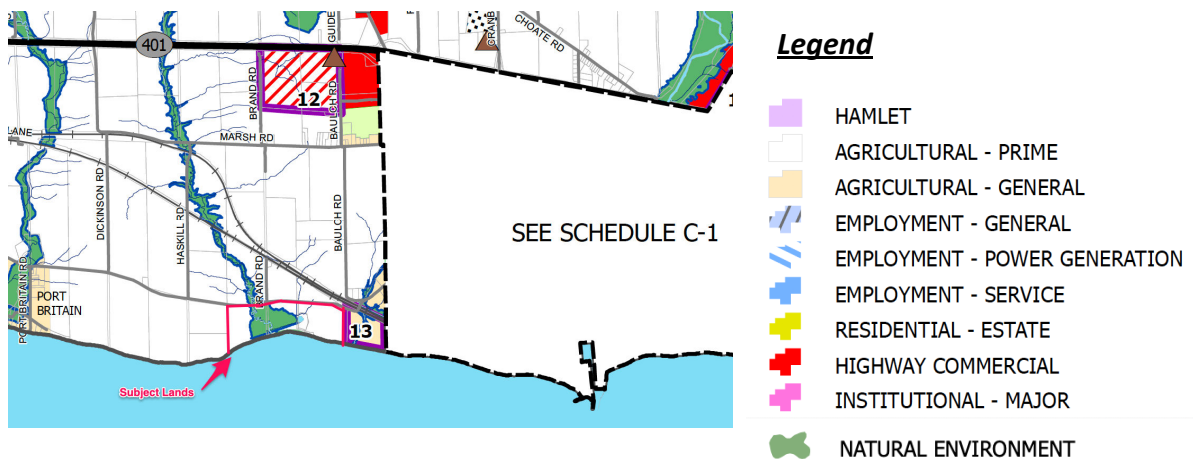 GUIDE
CRANB
CHOATE RD
401
BRAND RD
12
BAULCH RD
LANE
MARSH RD
DICKINSON RD
HASKILL RD
BAULCH RD
SEE SCHEDULE C-1
PORT BRITAIN RD
PORT
BRITAIN
RAND RD
13
Subject Lands
Legend
HAMLET
AGRICULTURAL - PRIME
AGRICULTURAL - GENERAL
EMPLOYMENT - GENERAL
EMPLOYMENT - POWER GENERATION
EMPLOYMENT - SERVICE
RESIDENTIAL - ESTATE
HIGHWAY COMMERCIAL
INSTITUTIONAL - MAJOR
NATURAL ENVIRONMENT